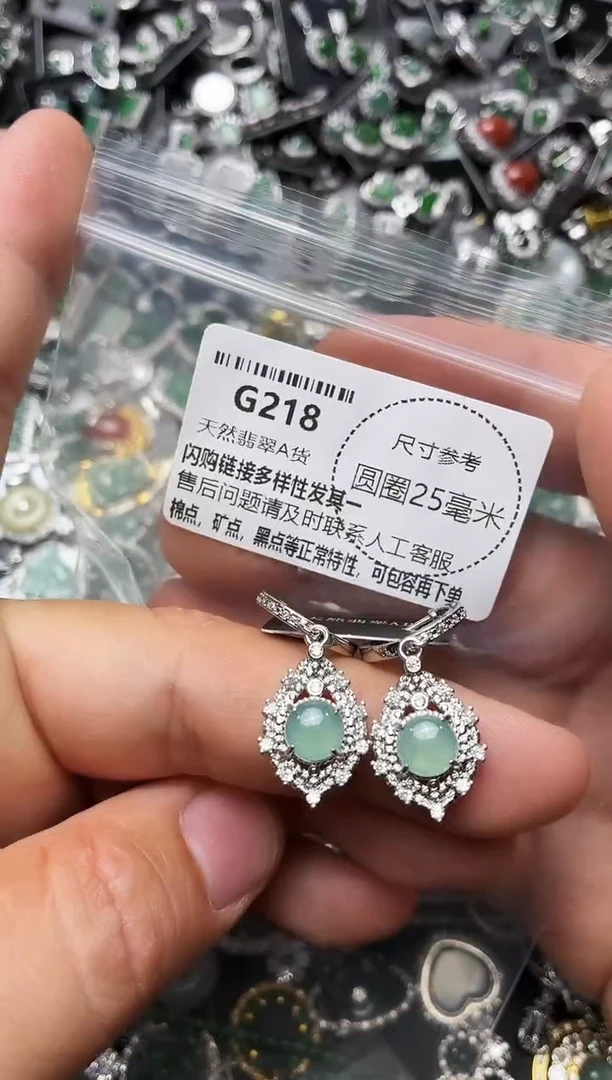 G218
天然翡翠A货
尺寸参考
圆圈25毫米
闪购链接多样性发其一
售后问题请及时联系人工客服
棉点，矿点，黑点等正常特性，可包容再下单